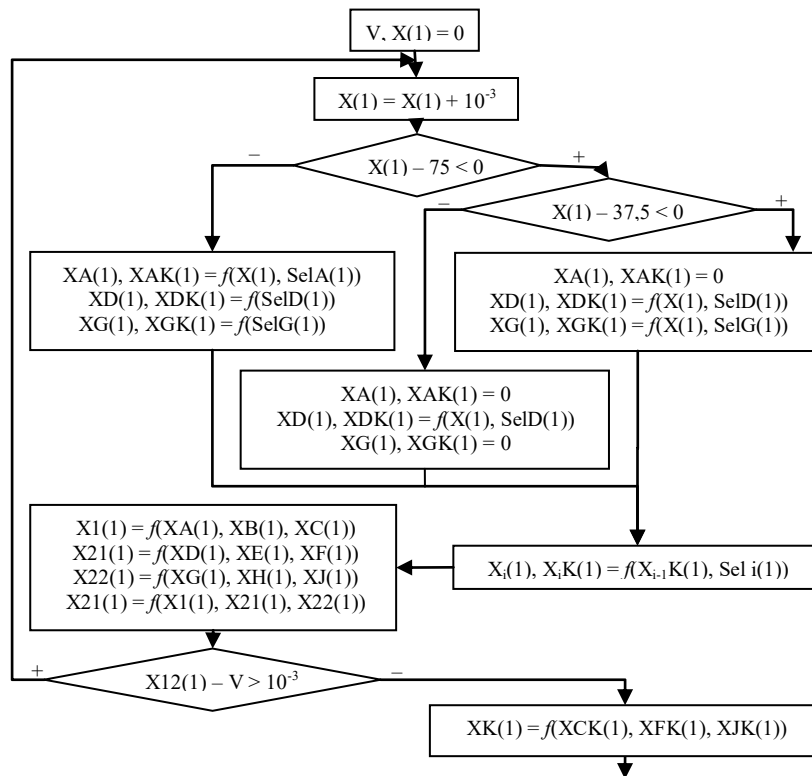 V, X(1) = 0
X(1) = X(1) + 10⁻³
X(1) – 75 < 0
–
+
X(1) – 37,5 < 0
–
+
XA(1), XAK(1) = f(X(1), SelA(1))
XD(1), XDK(1) = f(SelD(1))
XG(1), XGK(1) = f(SelG(1))
XA(1), XAK(1) = 0
XD(1), XDK(1) = f(X(1), SelD(1))
XG(1), XGK(1) = f(X(1), SelG(1))
XA(1), XAK(1) = 0
XD(1), XDK(1) = f(X(1), SelD(1))
XG(1), XGK(1) = 0
X1(1) = f(XA(1), XB(1), XC(1))
X21(1) = f(XD(1), XE(1), XF(1))
X22(1) = f(XG(1), XH(1), XJ(1))
X21(1) = f(X1(1), X21(1), X22(1))
Xᵢ(1), XᵢK(1) = f(Xᵢ₋₁K(1), Sel i(1))
+
X12(1) – V > 10⁻³
–
XK(1) = f(XCK(1), XFK(1), XJK(1))